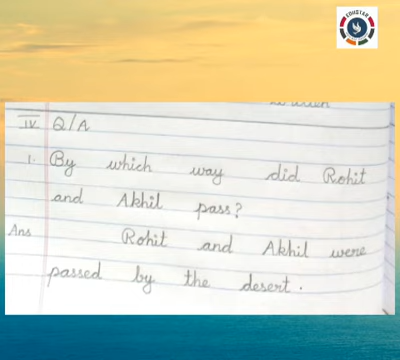 EDUSTAR
IV Q/A
1. By which way did Rohit
and Akhil pass?
Ans Rohit and Akhil were
passed by the desert.